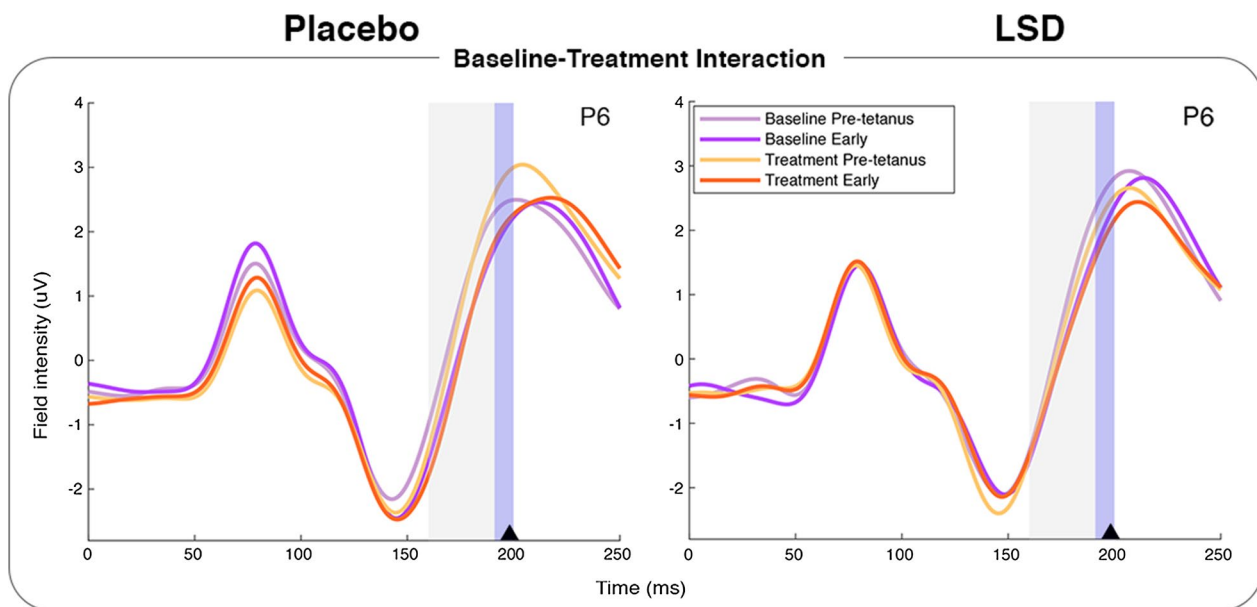 Placebo
LSD
Baseline-Treatment Interaction
Field intensity (uV)
4
3
2
1
0
-1
-2
P6
0
50
100
150
200
250
4
3
2
1
0
-1
-2
Baseline Pre-tetanus
Baseline Early
Treatment Pre-tetanus
Treatment Early
P6
0
50
100
150
200
250
Time (ms)